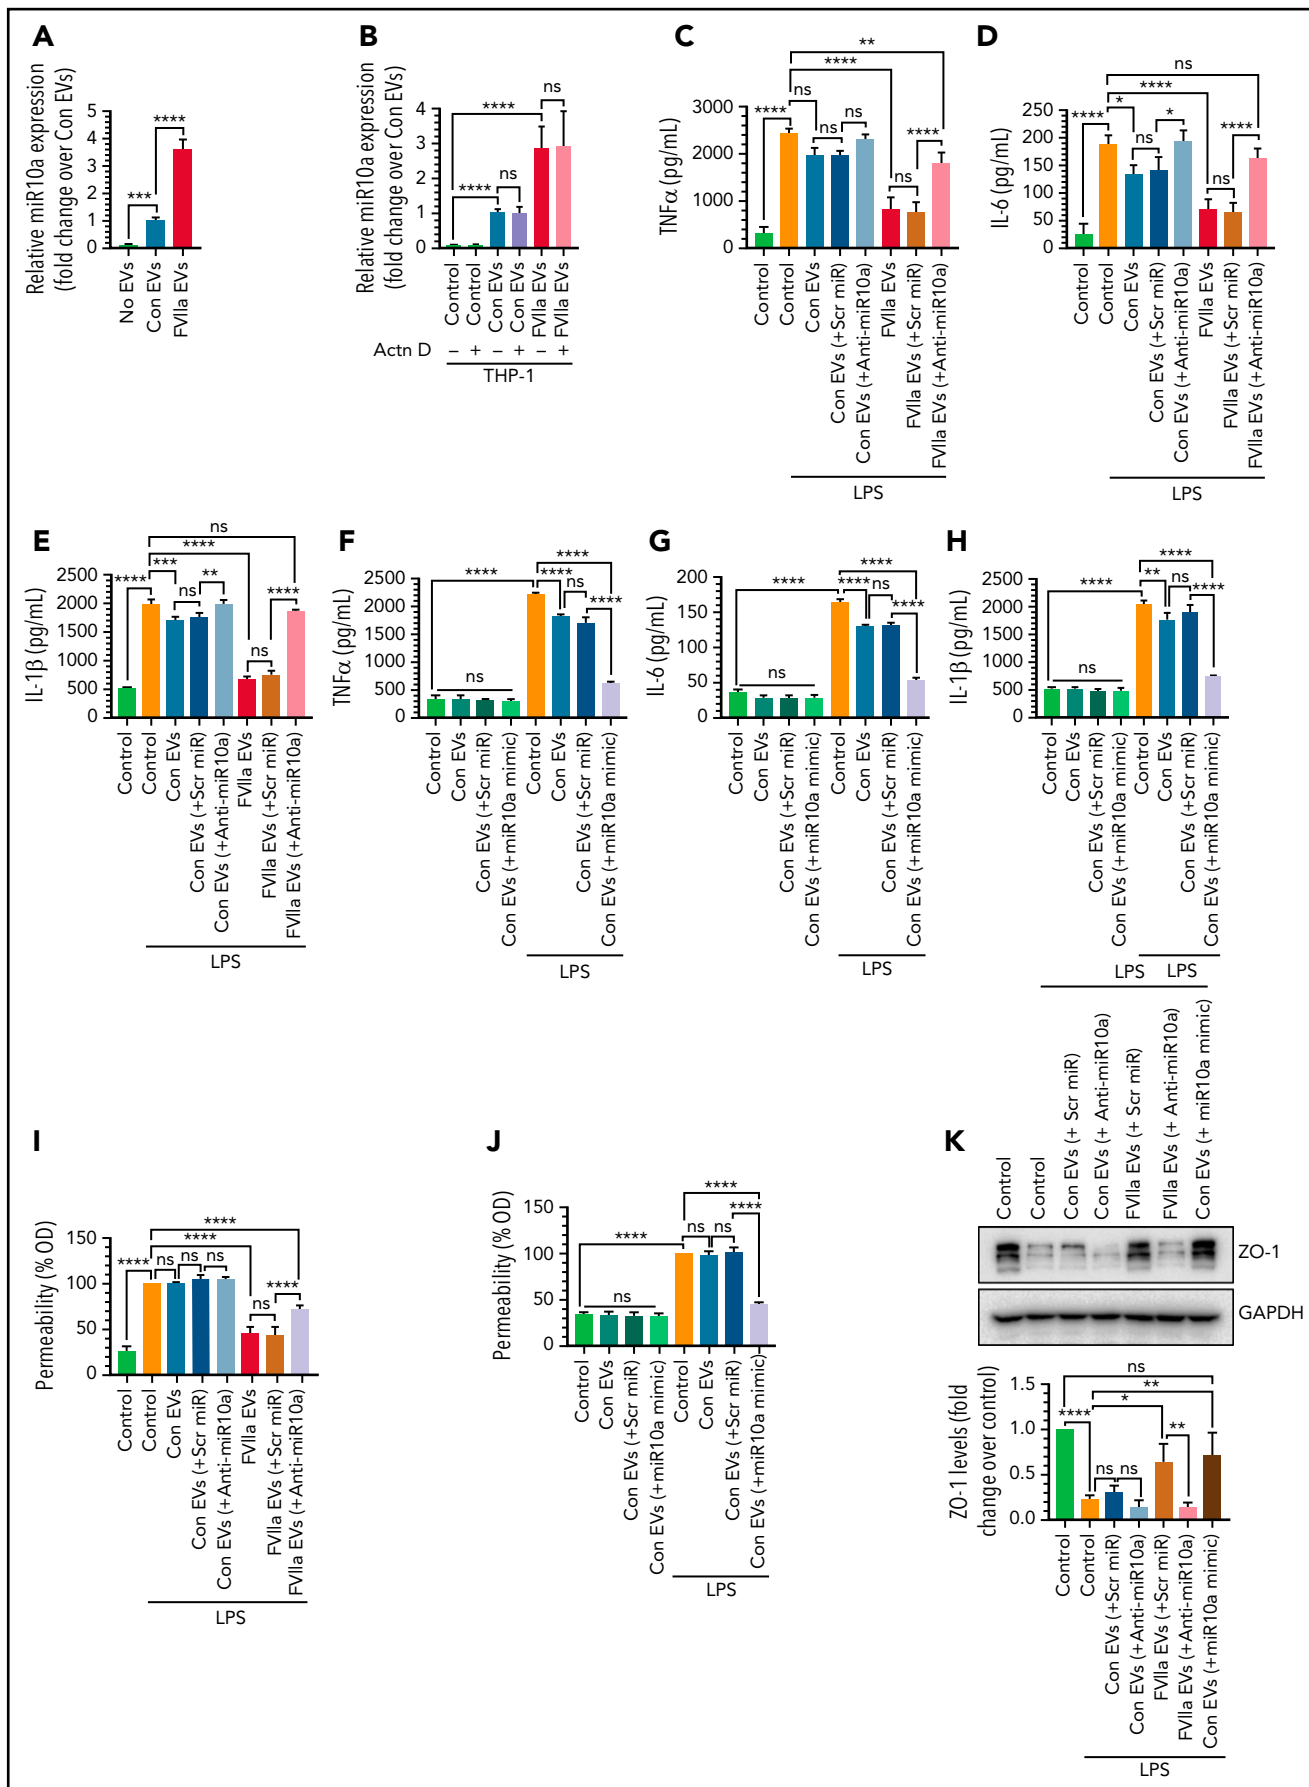 A
Relative miR10a expression
(fold change over Con EVs)
5
4
3
2
1
0
***
****
No EVs
Con EVs
FVIIa EVs
B
Relative miR10a expression
(fold change over Con EVs)
4
3
2
1
0
****
****
ns
ns
Control
Control
Con EVs
Con EVs
FVIIa EVs
FVIIa EVs
Actn D – + – + – +
THP-1
C
TNFα (pg/mL)
3000
2000
1000
0
**
****
****
ns
ns
ns
ns
****
Control
Control
Con EVs
Con EVs (+Scr miR)
Con EVs (+Anti-miR10a)
FVIIa EVs
FVIIa EVs (+Scr miR)
FVIIa EVs (+Anti-miR10a)
LPS
D
IL-6 (pg/mL)
250
200
150
100
50
0
ns
****
****
*
ns
*
ns
****
Control
Control
Con EVs
Con EVs (+Scr miR)
Con EVs (+Anti-miR10a)
FVIIa EVs
FVIIa EVs (+Scr miR)
FVIIa EVs (+Anti-miR10a)
LPS
E
IL-1β (pg/mL)
2500
2000
1500
1000
500
0
ns
****
****
***
ns
**
ns
****
Control
Control
Con EVs
Con EVs (+Scr miR)
Con EVs (+Anti-miR10a)
FVIIa EVs
FVIIa EVs (+Scr miR)
FVIIa EVs (+Anti-miR10a)
LPS
F
TNFα (pg/mL)
2500
2000
1500
1000
500
0
****
****
****
ns
****
ns
Control
Con EVs
Con EVs (+Scr miR)
Con EVs (+miR10a mimic)
Control
Con EVs
Con EVs (+Scr miR)
Con EVs (+miR10a mimic)
LPS
G
IL-6 (pg/mL)
200
150
100
50
0
****
****
****
ns
****
ns
Control
Con EVs
Con EVs (+Scr miR)
Con EVs (+miR10a mimic)
Control
Con EVs
Con EVs (+Scr miR)
Con EVs (+miR10a mimic)
LPS
H
IL-1β (pg/mL)
2500
2000
1500
1000
500
0
****
****
**
ns
****
ns
Control
Con EVs
Con EVs (+Scr miR)
Con EVs (+miR10a mimic)
Control
Con EVs
Con EVs (+Scr miR)
Con EVs (+miR10a mimic)
LPS
I
Permeability (% OD)
150
100
50
0
****
****
****
ns
ns
ns
ns
****
Control
Control
Con EVs
Con EVs (+Scr miR)
Con EVs (+Anti-miR10a)
FVIIa EVs
FVIIa EVs (+Scr miR)
FVIIa EVs (+Anti-miR10a)
LPS
J
Permeability (% OD)
150
100
50
0
****
****
ns
ns
****
ns
Control
Con EVs
Con EVs (+Scr miR)
Con EVs (+miR10a mimic)
Control
Con EVs
Con EVs (+Scr miR)
Con EVs (+miR10a mimic)
LPS
K
LPS
Control
Control
Con EVs (+ Scr miR)
Con EVs (+ Anti-miR10a)
FVIIa EVs (+ Scr miR)
FVIIa EVs (+ Anti-miR10a)
Con EVs (+ miR10a mimic)
ZO-1
GAPDH
ZO-1 levels (fold
change over control)
1.5
1.0
0.5
0.0
ns
**
*
****
ns
ns
**
Control
Control
Con EVs (+Scr miR)
Con EVs (+Anti-miR10a)
FVIIa EVs (+Scr miR)
FVIIa EVs (+Anti-miR10a)
Con EVs (+miR10a mimic)
LPS